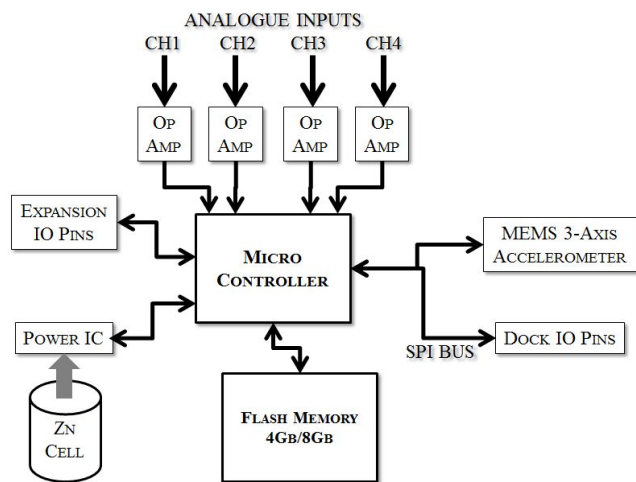 ANALOGUE INPUTS
CH1 CH2 CH3 CH4
OP AMP
OP AMP
OP AMP
OP AMP
EXPANSION
IO PINS
MICRO
CONTROLLER
MEMS 3-AXIS
ACCELEROMETER
POWER IC
SPI BUS
DOCK IO PINS
ZN
CELL
FLASH MEMORY
4GB/8GB